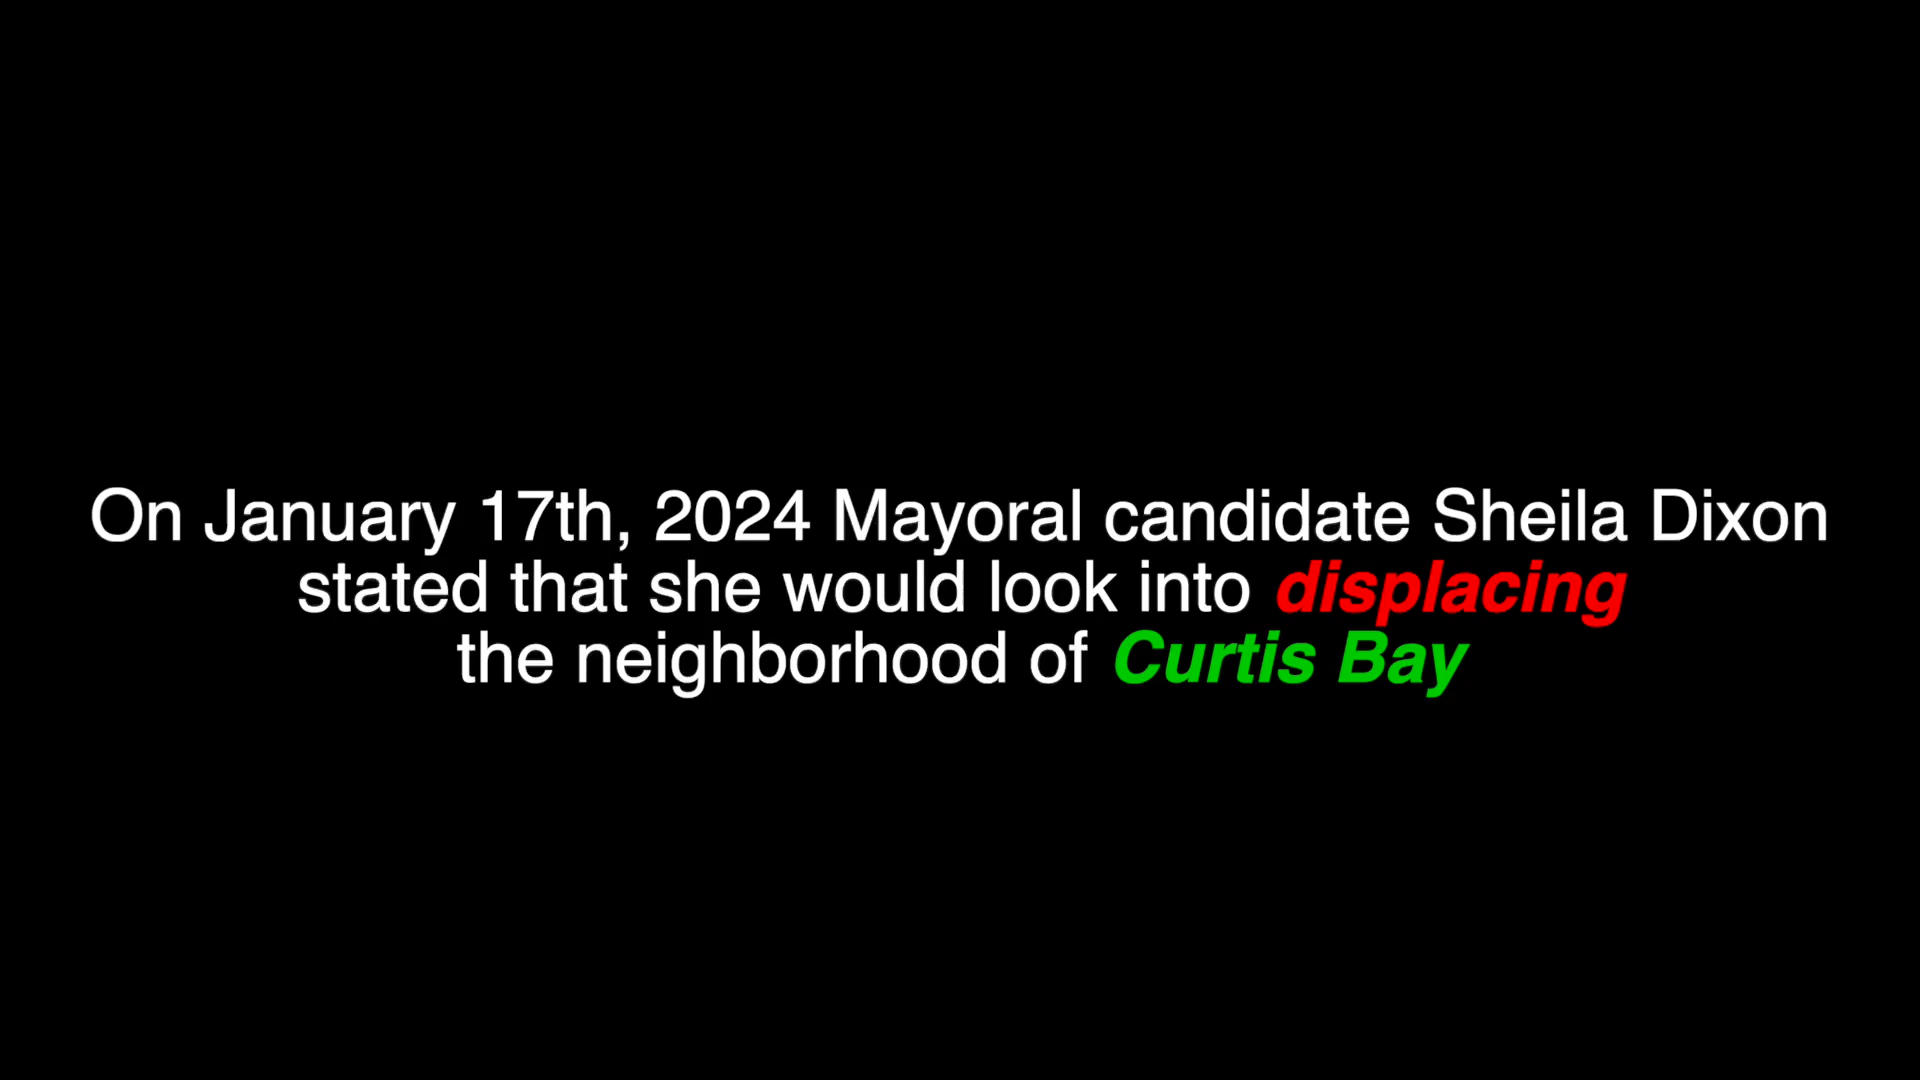 On January 17th, 2024 Mayoral candidate Sheila Dixon
stated that she would look into displacing
the neighborhood of Curtis Bay